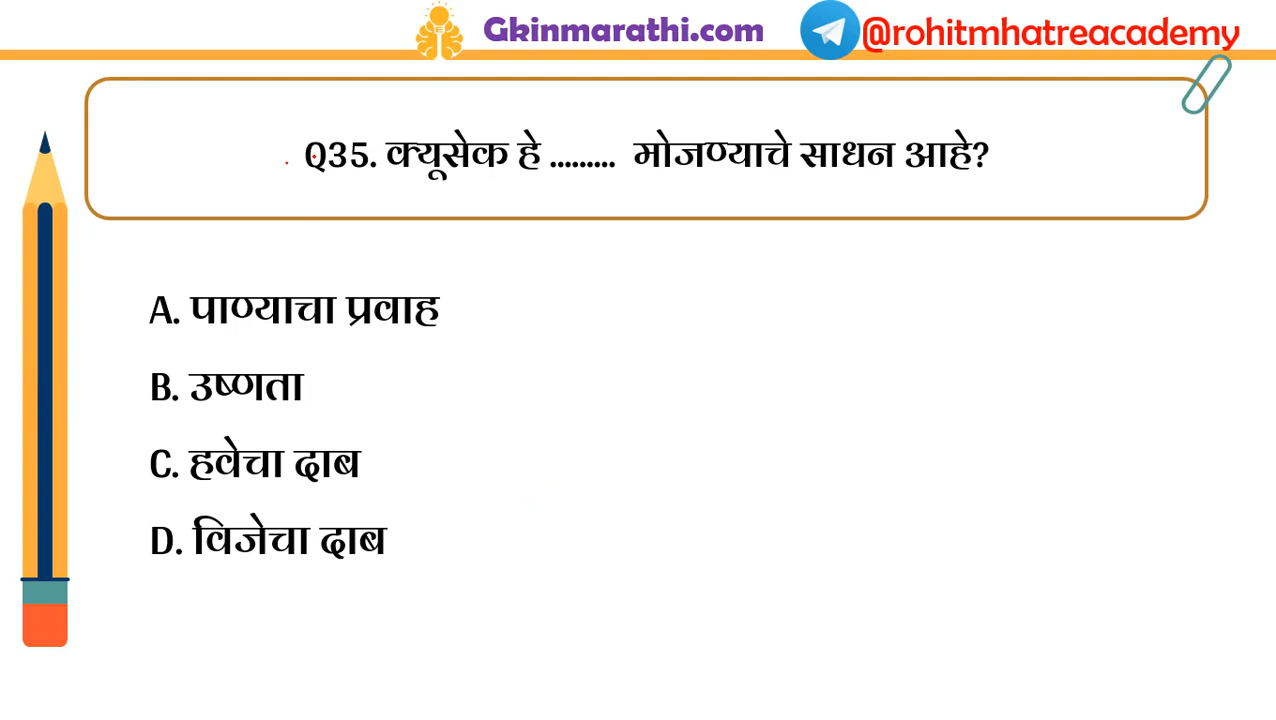 Gkinmarathi.com @rohitmhatreacademy
Q35. क्यूसेक हे ......... मोजण्याचे साधन आहे?
A. पाण्याचा प्रवाह
B. उष्णता
C. हवेचा दाब
D. विजेचा दाब